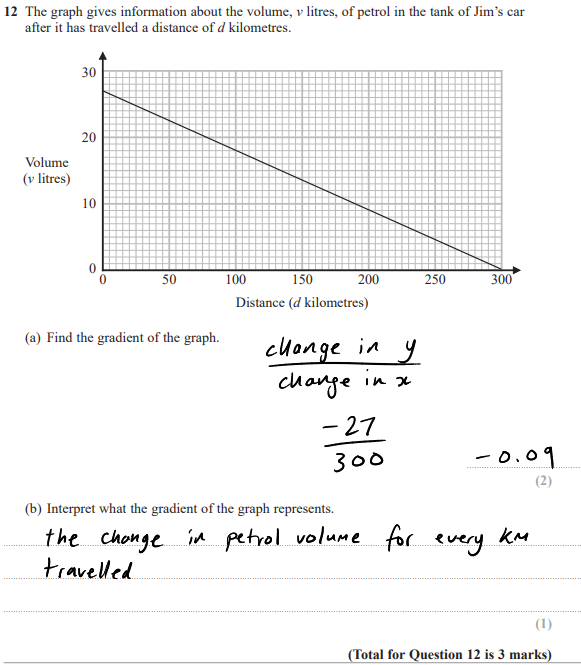 12 The graph gives information about the volume, v litres, of petrol in the tank of Jim's car
after it has travelled a distance of d kilometres.
30
20
Volume
(v litres)
10
0
0 50 100 150 200 250 300
Distance (d kilometres)
(a) Find the gradient of the graph.
change in y
change in x
-27
300
-0.09
(2)
(b) Interpret what the gradient of the graph represents.
the change in petrol volume for every KM
travelled
(1)
(Total for Question 12 is 3 marks)